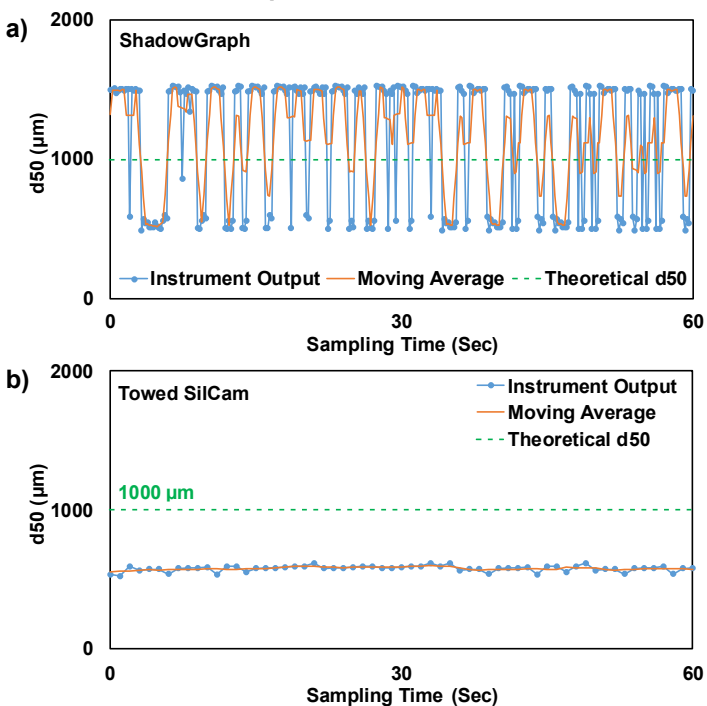 a)
2000
ShadowGraph
d50 (µm)
1000
Instrument Output Moving Average Theoretical d50
0
0 30 60
Sampling Time (Sec)
b)
2000
Towed SilCam
Instrument Output
Moving Average
Theoretical d50
d50 (µm)
1000 µm
1000
0
0 30 60
Sampling Time (Sec)